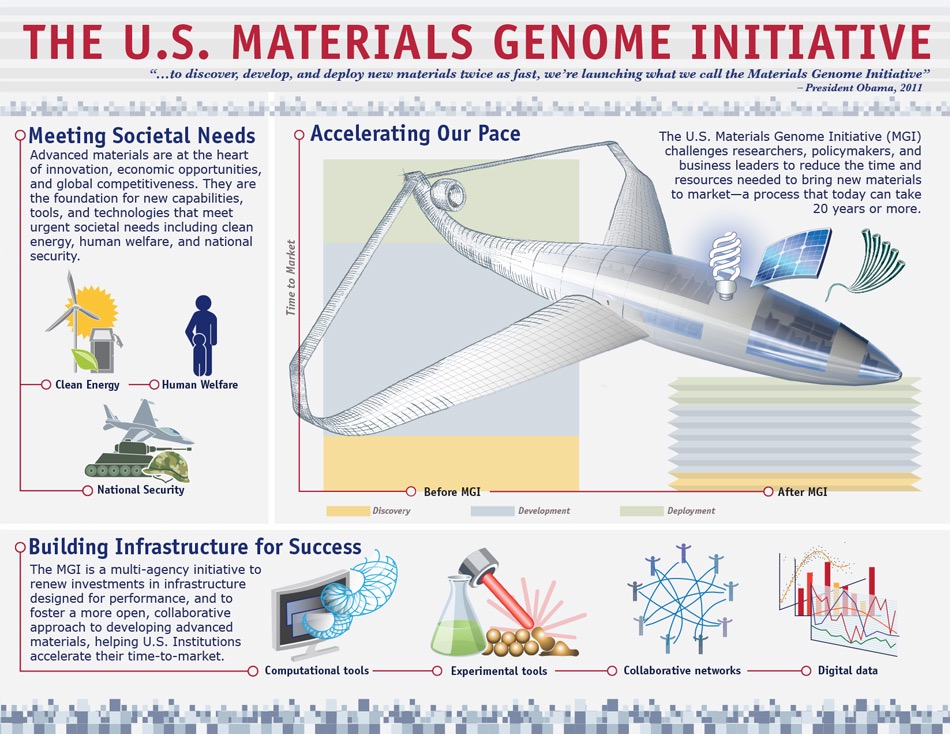 THE U.S. MATERIALS GENOME INITIATIVE
“…to discover, develop, and deploy new materials twice as fast, we’re launching what we call the Materials Genome Initiative”
– President Obama, 2011
Meeting Societal Needs
Advanced materials are at the heart
of innovation, economic opportunities,
and global competitiveness. They are
the foundation for new capabilities,
tools, and technologies that meet
urgent societal needs including clean
energy, human welfare, and national
security.
Clean Energy
Human Welfare
National Security
Accelerating Our Pace
The U.S. Materials Genome Initiative (MGI)
challenges researchers, policymakers, and
business leaders to reduce the time and
resources needed to bring new materials
to market—a process that today can take
20 years or more.
Time to Market
Before MGI
After MGI
Discovery
Development
Deployment
Building Infrastructure for Success
The MGI is a multi-agency initiative to
renew investments in infrastructure
designed for performance, and to
foster a more open, collaborative
approach to developing advanced
materials, helping U.S. Institutions
accelerate their time-to-market.
Computational tools
Experimental tools
Collaborative networks
Digital data